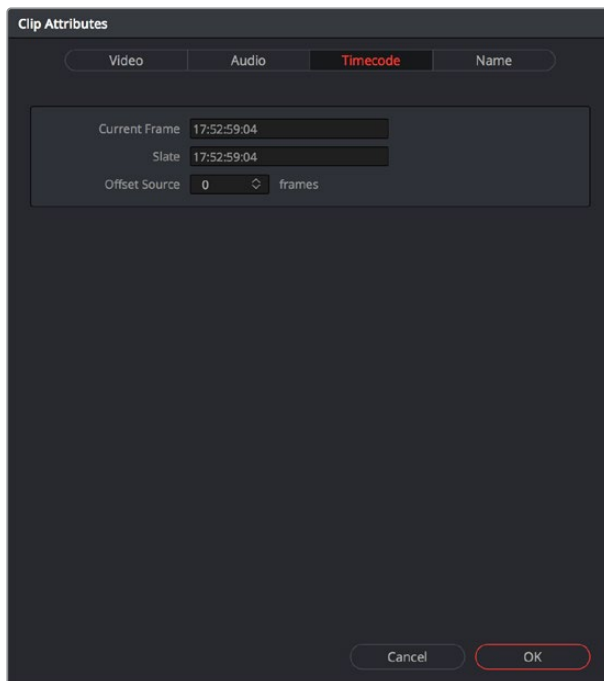 Clip Attributes
Video Audio Timecode Name
Current Frame 17:52:59:04
Slate 17:52:59:04
Offset Source 0 frames
Cancel OK